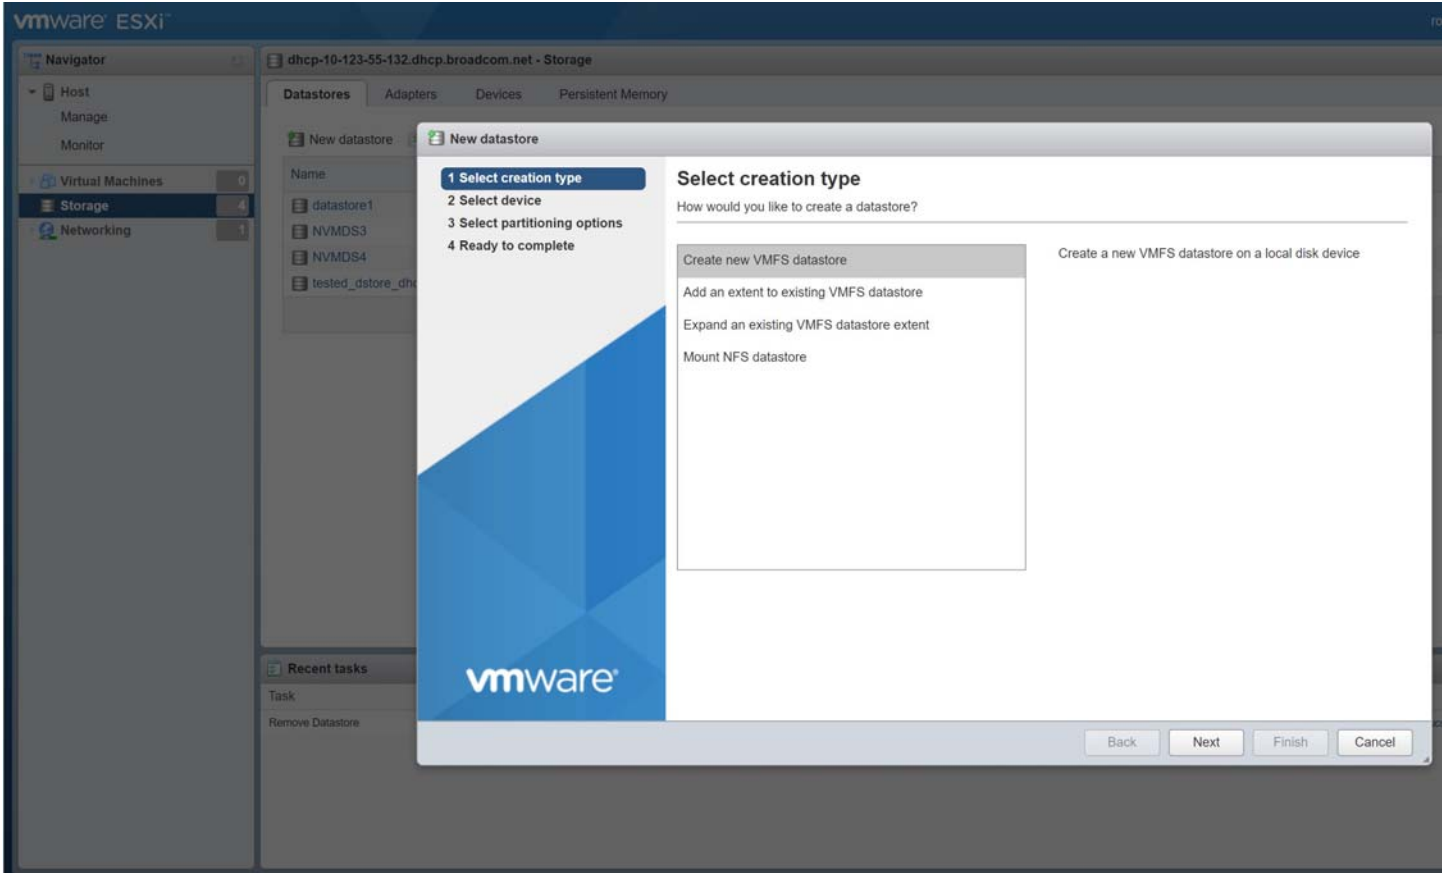 vmware ESXi™
ro
Navigator
dhcp-10-123-55-132.dhcp.broadcom.net - Storage
Host
Manage
Monitor
Virtual Machines 0
Storage 4
Networking 1
Datastores Adapters Devices Persistent Memory
New datastore
Name
datastore1
NVMDS3
NVMDS4
tested_dstore_dhc
New datastore
1 Select creation type
2 Select device
3 Select partitioning options
4 Ready to complete
vmware®
Select creation type
How would you like to create a datastore?
Create new VMFS datastore
Add an extent to existing VMFS datastore
Expand an existing VMFS datastore extent
Mount NFS datastore
Create a new VMFS datastore on a local disk device
Back Next Finish Cancel
Recent tasks
Task
Remove Datastore